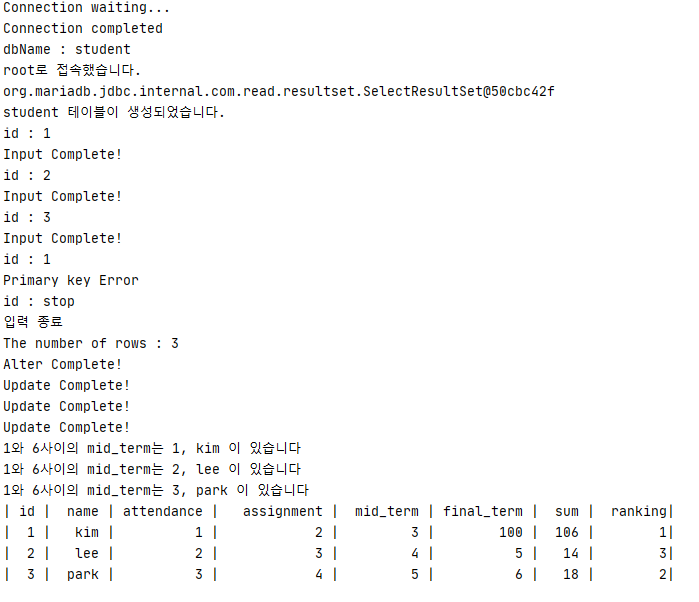 Connection waiting...
Connection completed
dbName : student
root로 접속했습니다.
org.mariadb.jdbc.internal.com.read.resultset.SelectResultSet@50cbc42f
student 테이블이 생성되었습니다.
id : 1
Input Complete!
id : 2
Input Complete!
id : 3
Input Complete!
id : 1
Primary key Error
id : stop
입력 종료
The number of rows : 3
Alter Complete!
Update Complete!
Update Complete!
Update Complete!
1와 6사이의 mid_term는 1, kim 이 있습니다
1와 6사이의 mid_term는 2, lee 이 있습니다
1와 6사이의 mid_term는 3, park 이 있습니다
| id |  name | attendance |   assignment |  mid_term | final_term |  sum |  ranking|
|  1 |   kim |          1 |            2 |         3 |        100 |  106 |        1|
|  2 |   lee |          2 |            3 |         4 |          5 |   14 |        3|
|  3 |  park |          3 |            4 |         5 |          6 |   18 |        2|